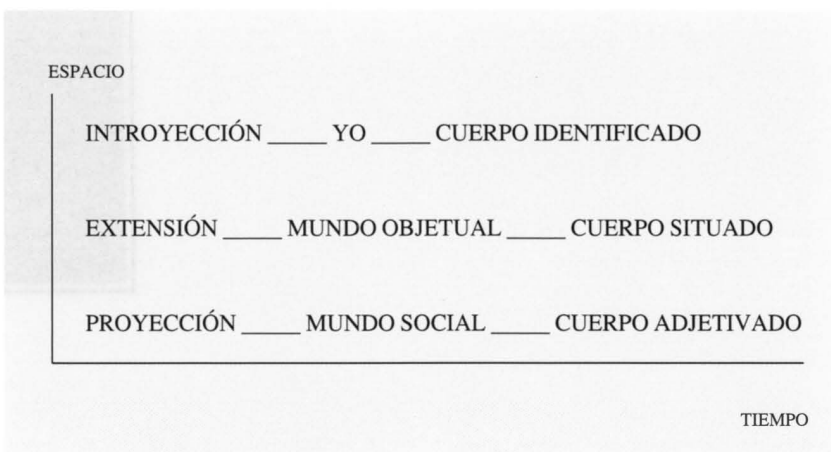 ESPACIO
INTROYECCIÓN _____ YO _____ CUERPO IDENTIFICADO
EXTENSIÓN _____ MUNDO OBJETUAL _____ CUERPO SITUADO
PROYECCIÓN _____ MUNDO SOCIAL _____ CUERPO ADJETIVADO
TIEMPO